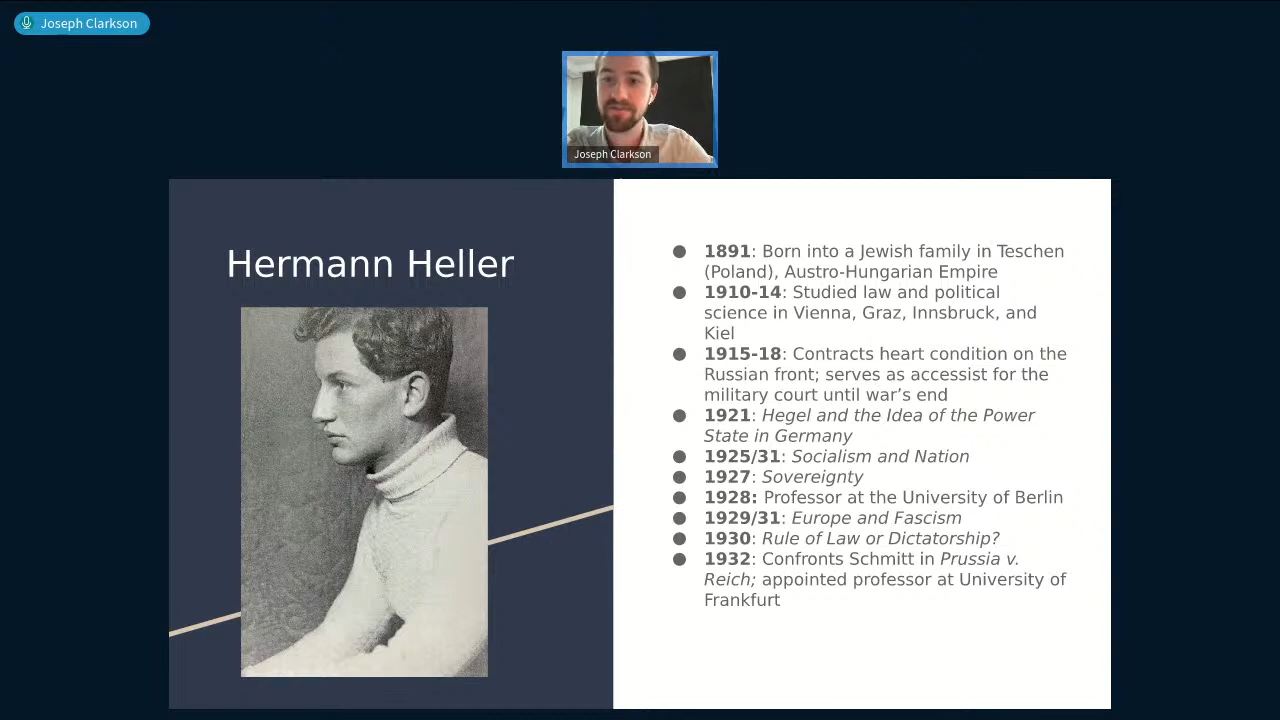 Joseph Clarkson
Joseph Clarkson
Hermann Heller
● 1891: Born into a Jewish family in Teschen
(Poland), Austro-Hungarian Empire
● 1910-14: Studied law and political
science in Vienna, Graz, Innsbruck, and
Kiel
● 1915-18: Contracts heart condition on the
Russian front; serves as accessist for the
military court until war’s end
● 1921: Hegel and the Idea of the Power
State in Germany
● 1925/31: Socialism and Nation
● 1927: Sovereignty
● 1928: Professor at the University of Berlin
● 1929/31: Europe and Fascism
● 1930: Rule of Law or Dictatorship?
● 1932: Confronts Schmitt in Prussia v.
Reich; appointed professor at University of
Frankfurt